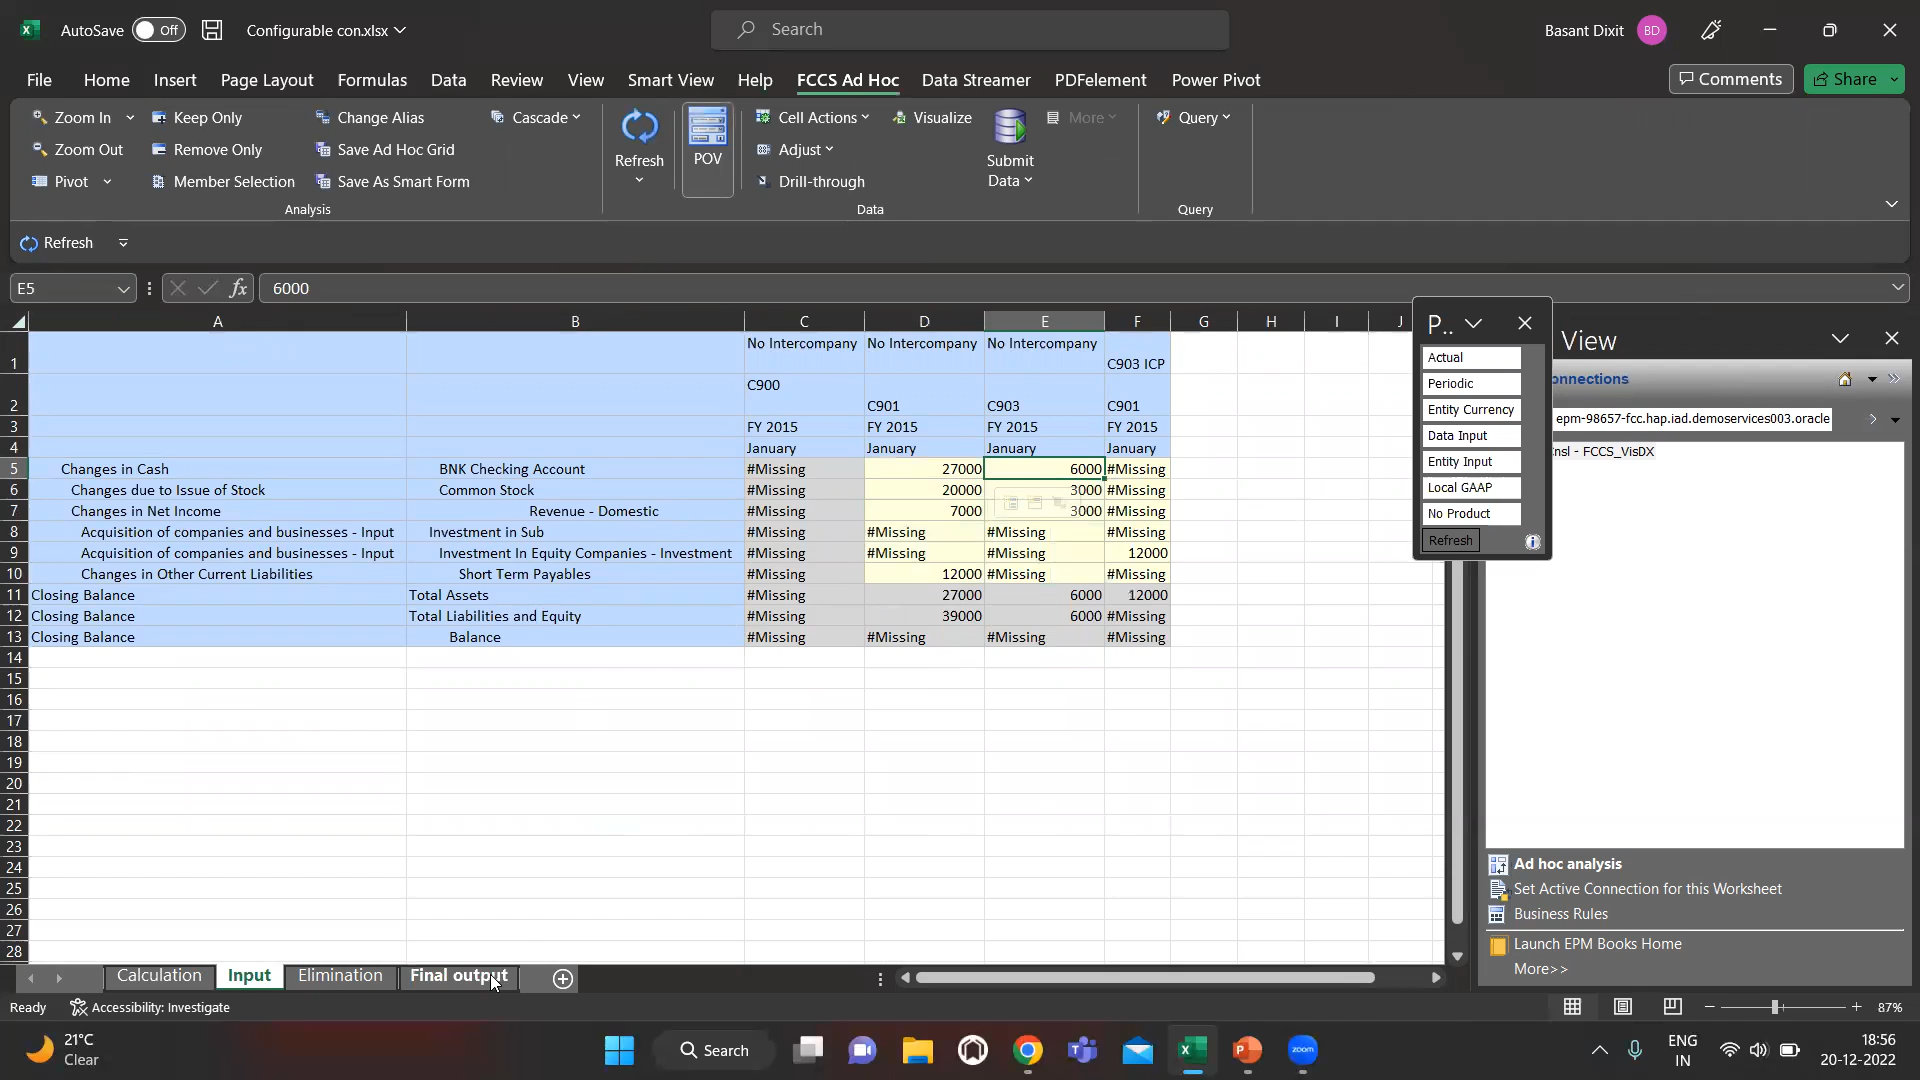 AutoSave Off Configurable con.xlsx Search Basant Dixit BD
File Home Insert Page Layout Formulas Data Review View Smart View Help FCCS Ad Hoc Data Streamer PDFelement Power Pivot Comments Share
Zoom In Keep Only Change Alias Cascade Refresh POV Cell Actions Visualize Submit Data More Query
Zoom Out Remove Only Save Ad Hoc Grid Adjust
Pivot Member Selection Save As Smart Form Drill-through
Analysis Data Query
Refresh
E5 fx 6000
A B C D E F G H I J
1 No Intercompany No Intercompany No Intercompany C903 ICP
2 C900 C901 C903 C901
3 FY 2015 FY 2015 FY 2015 FY 2015
4 January January January January
5 Changes in Cash BNK Checking Account #Missing 27000 6000 #Missing
6 Changes due to Issue of Stock Common Stock #Missing 20000 3000 #Missing
7 Changes in Net Income Revenue - Domestic #Missing 7000 3000 #Missing
8 Acquisition of companies and businesses - Input Investment in Sub #Missing #Missing #Missing #Missing
9 Acquisition of companies and businesses - Input Investment In Equity Companies - Investment #Missing #Missing #Missing 12000
10 Changes in Other Current Liabilities Short Term Payables #Missing 12000 #Missing #Missing
11 Closing Balance Total Assets #Missing 27000 6000 12000
12 Closing Balance Total Liabilities and Equity #Missing 39000 6000 #Missing
13 Closing Balance Balance #Missing #Missing #Missing #Missing
14
15
16
17
18
19
20
21
22
23
24
25
26
27
28
P..
Actual
Periodic
Entity Currency
Data Input
Entity Input
Local GAAP
No Product
Refresh
View
onnections
epm-98657-fcc.hap.iad.demoservices003.oracle
nsl - FCCS_VisDX
Ad hoc analysis
Set Active Connection for this Worksheet
Business Rules
Launch EPM Books Home
More>>
Calculation Input Elimination Final output
Ready Accessibility: Investigate 87%
21°C
Clear
Search
zoom
ENG
IN
18:56
20-12-2022